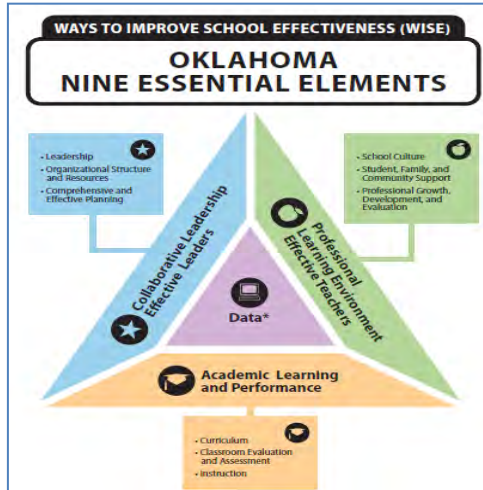 WAYS TO IMPROVE SCHOOL EFFECTIVENESS (WISE)
OKLAHOMA
NINE ESSENTIAL ELEMENTS
• Leadership
• Organizational Structure
and Resources
• Comprehensive and
Effective Planning
• School Culture
• Student, Family, and
Community Support
• Professional Growth,
Development, and
Evaluation
Collaborative Leadership
Effective Leaders
Professional
Learning Environment
Effective Teachers
Data*
Academic Learning
and Performance
• Curriculum
• Classroom Evaluation
and Assessment
• Instruction